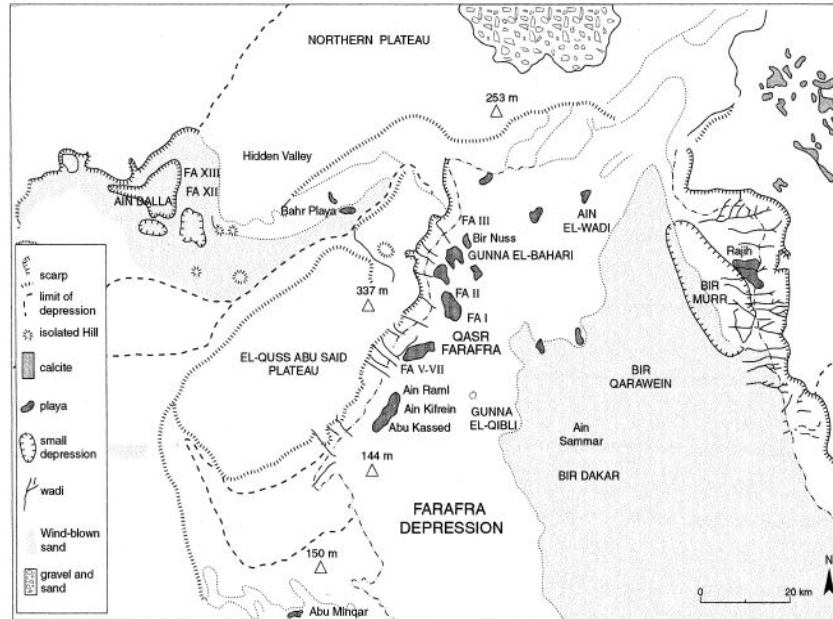 NORTHERN PLATEAU
253 m
Hidden Valley
FA XIII
FA XII
AIN DALLA
Bahr Playa
FA III
Bir Nuss
GUNNA EL-BAHARI
AIN
EL-WADI
Rajih
BIR
MURR
337 m
FA II
FA I
QASR
FARAFRA
EL-QUSS ABU SAID
PLATEAU
FA V-VII
Ain Raml
Ain Kifrein
Abu Kassed
GUNNA
EL-QIBLI
BIR
QARAWEIN
Ain
Sammar
BIR DAKAR
144 m
FARAFRA
DEPRESSION
150 m
Abu Minqar
scarp
limit of
depression
isolated Hill
calcite
playa
small
depression
wadi
Wind-blown
sand
gravel and
sand
N
0 20 km